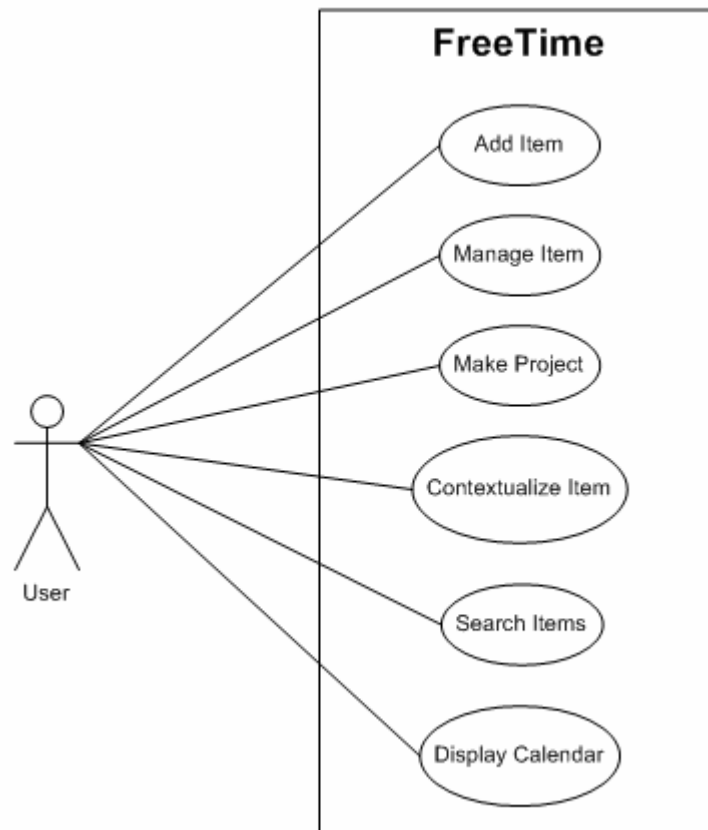 FreeTime
Add Item
Manage Item
Make Project
Contextualize Item
User
Search Items
Display Calendar